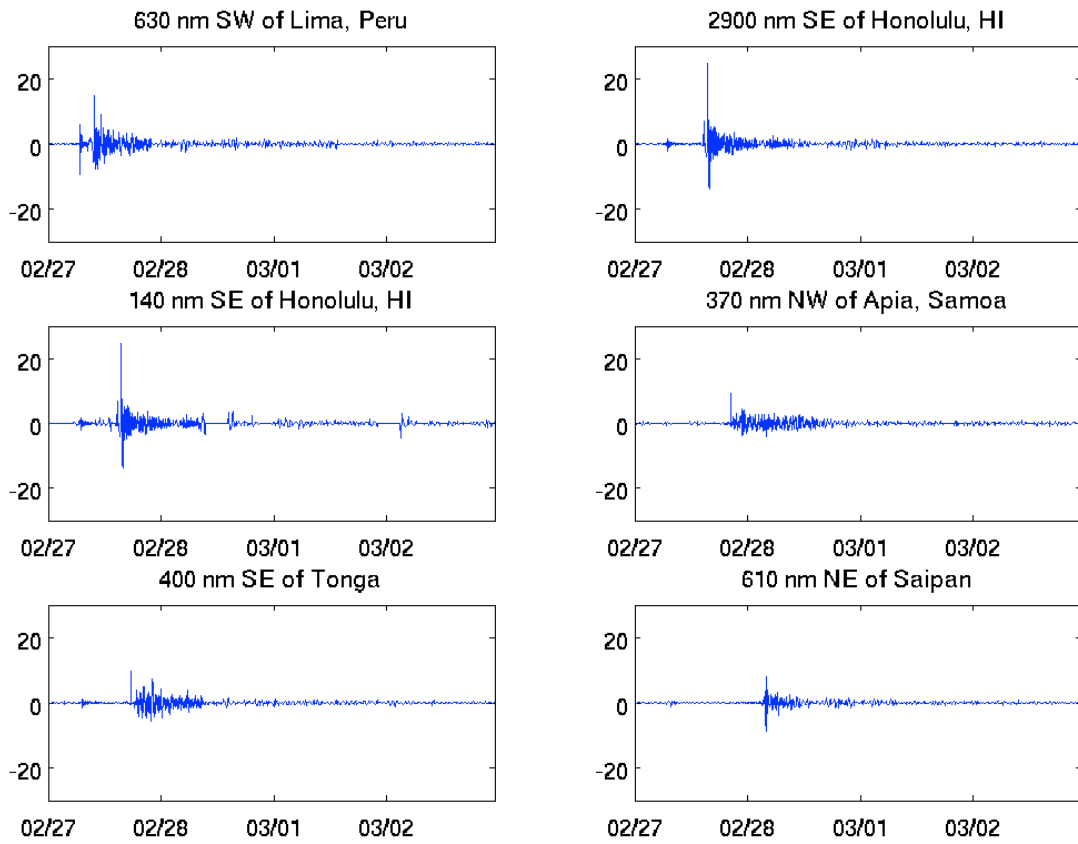 630 nm SW of Lima, Peru
20
0
-20
02/27 02/28 03/01 03/02
2900 nm SE of Honolulu, HI
20
0
-20
02/27 02/28 03/01 03/02
140 nm SE of Honolulu, HI
20
0
-20
02/27 02/28 03/01 03/02
370 nm NW of Apia, Samoa
20
0
-20
02/27 02/28 03/01 03/02
400 nm SE of Tonga
20
0
-20
02/27 02/28 03/01 03/02
610 nm NE of Saipan
20
0
-20
02/27 02/28 03/01 03/02